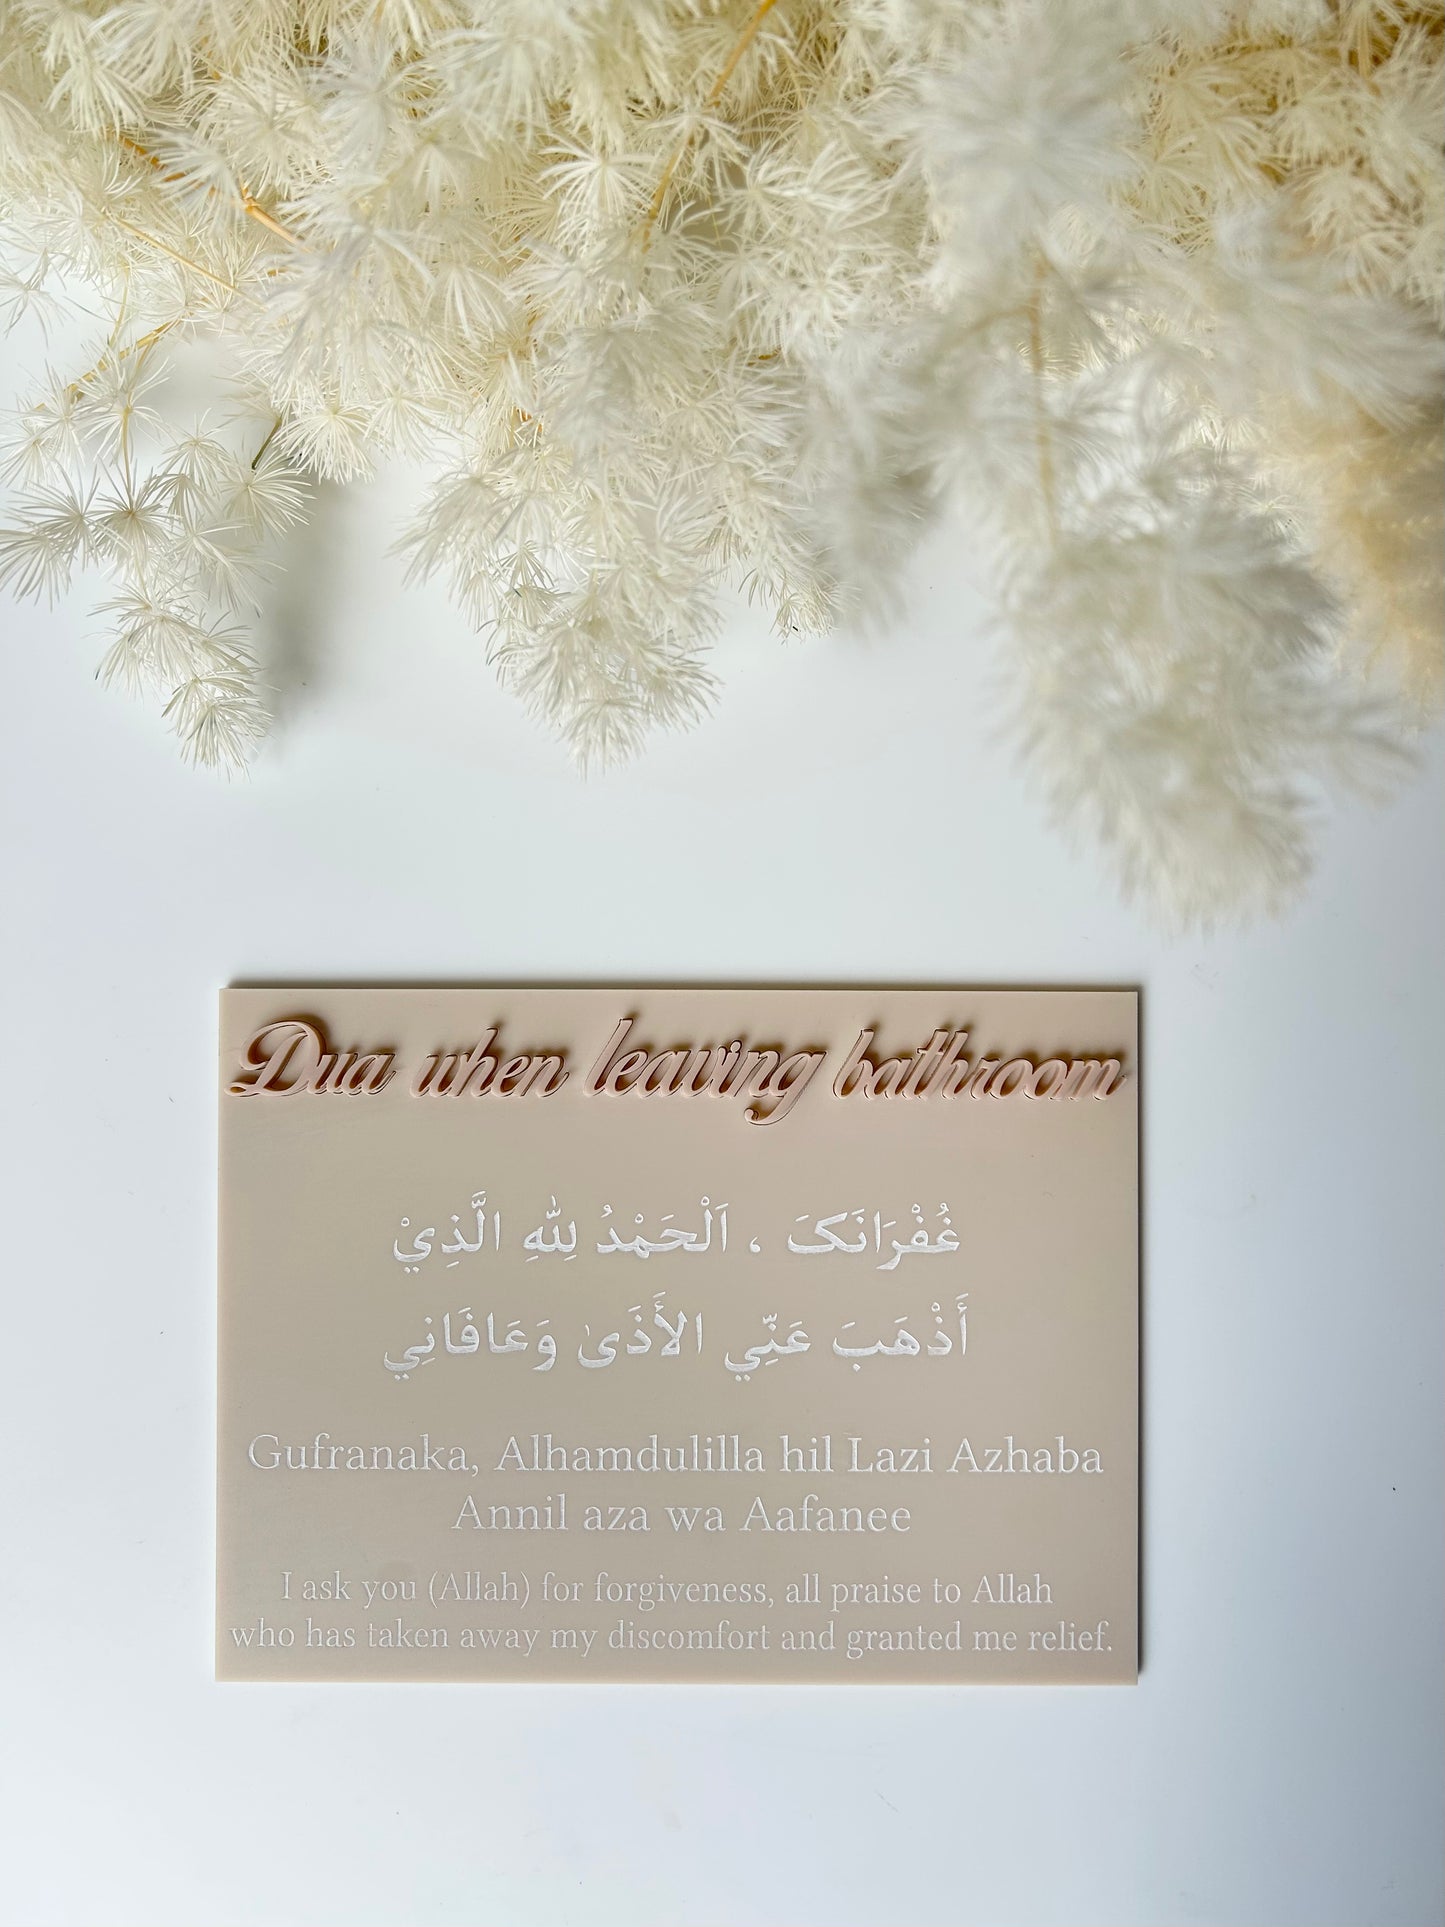 Dua when leaving bathroom
غُفْرَانَکَ ، اَلْحَمْدُ لِلّٰهِ الَّذِيْ
أَذْهَبَ عَنِّي الأَذَىٰ وَعَافَانِي
Gufranaka, Alhamdulilla hil Lazi Azhaba
Annil aza wa Aafanee
I ask you (Allah) for forgiveness, all praise to Allah
who has taken away my discomfort and granted me relief.